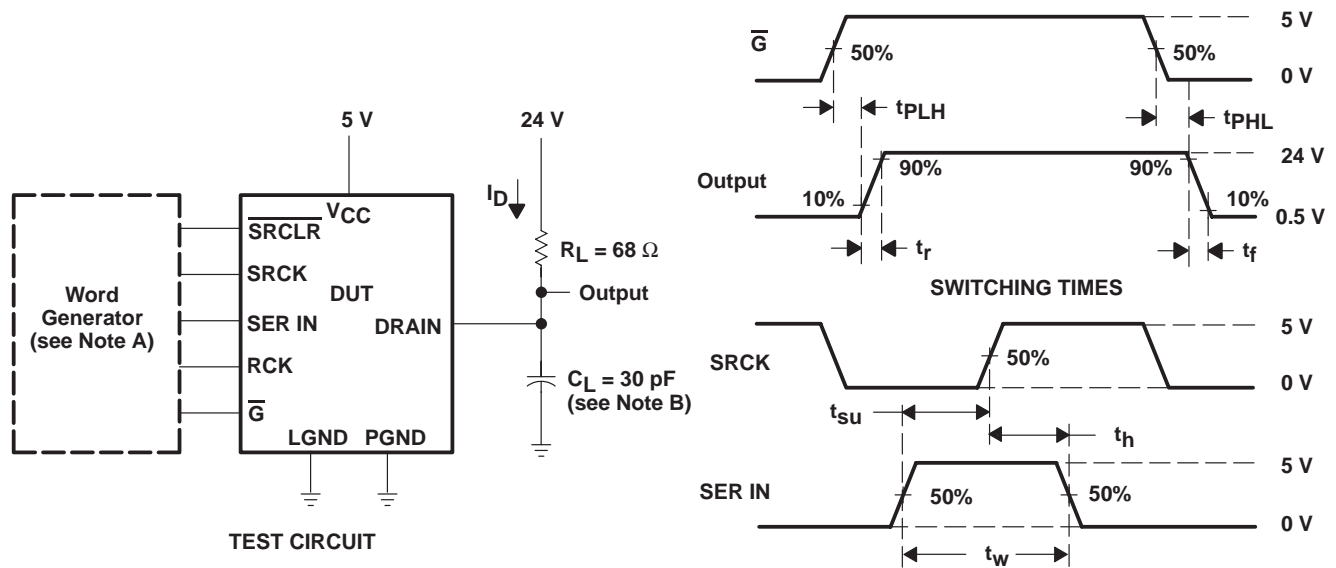 5 V
24 V
I_D
V_CC
S̅R̅C̅L̅R̅
SRCK
SER IN
RCK
G̅
Word
Generator
(see Note A)
DUT
DRAIN
LGND
PGND
R_L = 68 Ω
Output
C_L = 30 pF
(see Note B)
TEST CIRCUIT
G̅
50%
50%
5 V
0 V
t_PLH
t_PHL
Output
10%
90%
90%
10%
24 V
0.5 V
t_r
t_f
SWITCHING TIMES
SRCK
50%
5 V
0 V
t_su
t_h
SER IN
50%
50%
5 V
0 V
t_w